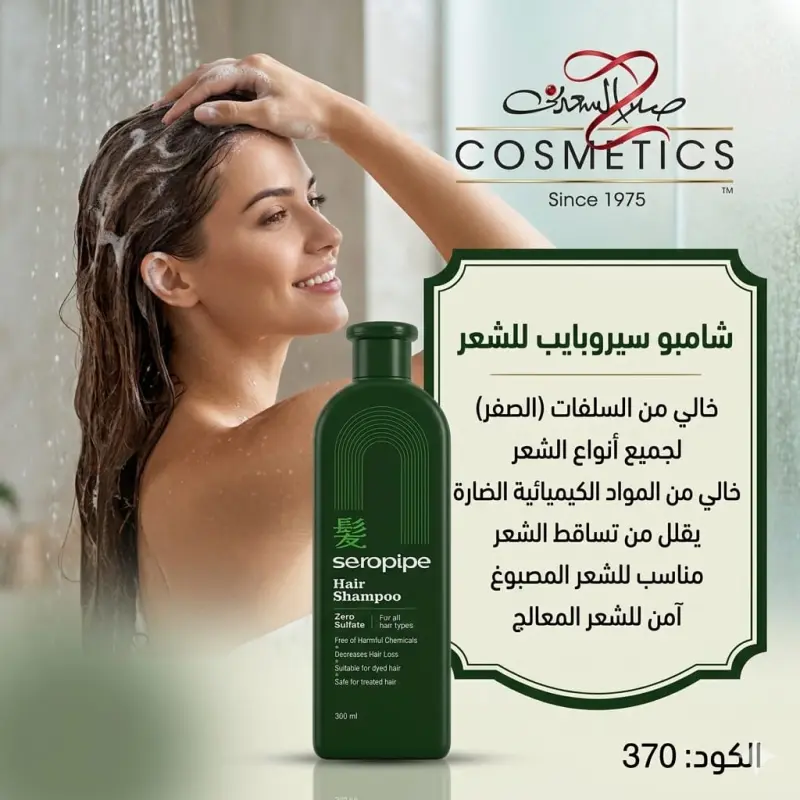 COSMETICS
TM
Since 1975
شامبو سيروبايب للشعر
خالي من السلفات (الصفر)
لجميع أنواع الشعر
خالي من المواد الكيميائية الضارة
يقلل من تساقط الشعر
مناسب للشعر المصبوغ
آمن للشعر المعالج
髪
seropipe
Hair
Shampoo
Zero
Sulfate
For all
hair types
Free of Harmful Chemicals
Decreases Hair Loss
Suitable for dyed hair
Safe for treated hair
300 ml
الكود: 370